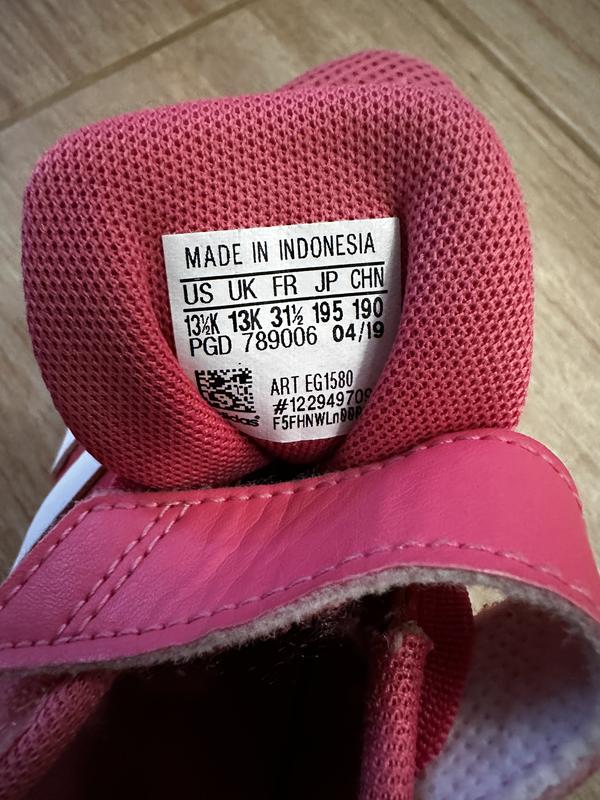 MADE IN INDONESIA
US UK FR JP CHN
13½K 13K 31½ 195 190
PGD 789006 04/19
ART EG1580
#122949709
adidas®